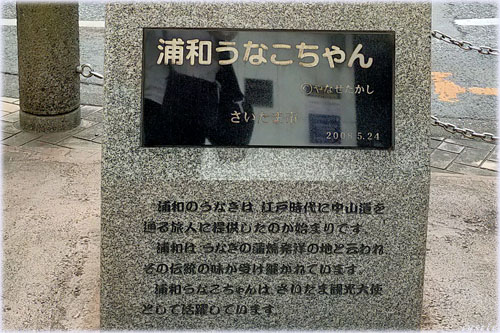 浦和うなこちゃん
©やなせたかし
さいたま市
2008.5.24
浦和のうなぎは、江戸時代に中山道を
通る旅人に提供したのが始まりです。
浦和は、うなぎの蒲焼発祥の地と云われ
その伝統の味が受け継がれています。
浦和うなこちゃんは、さいたま観光大使
として活躍しています。